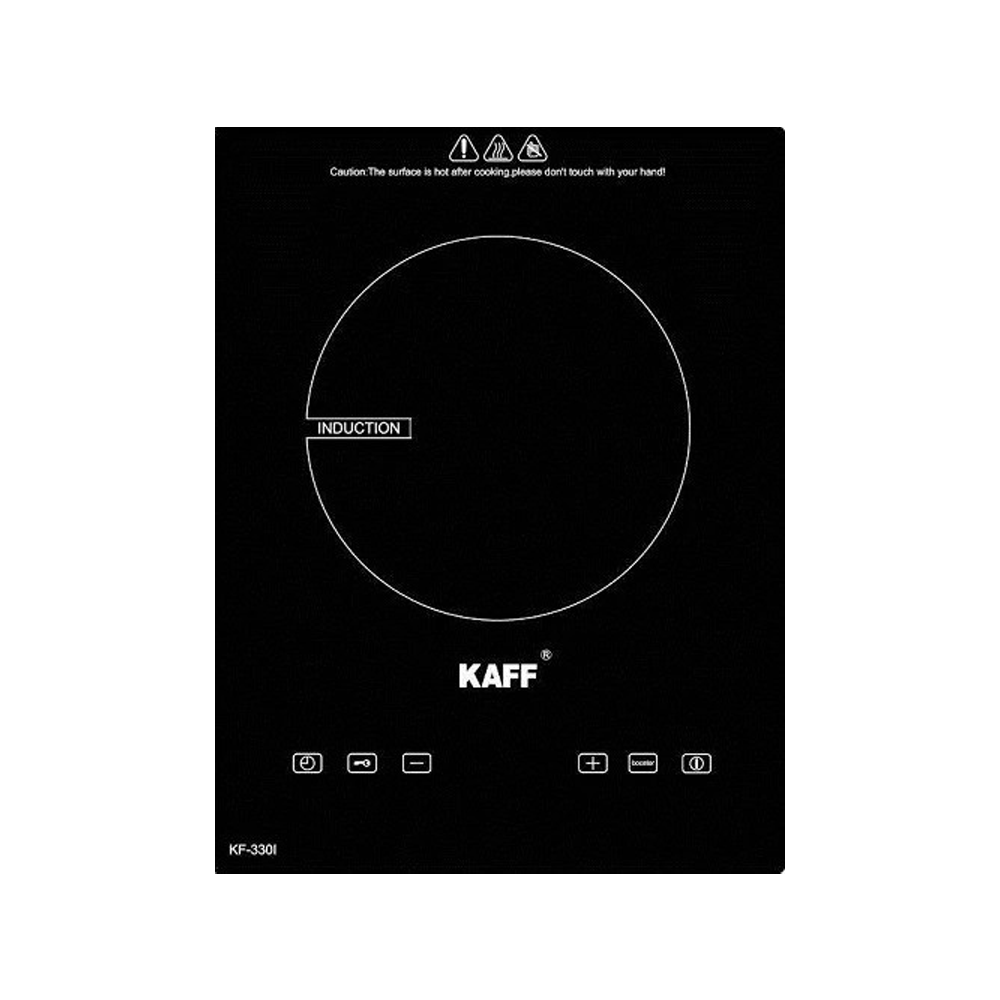 Caution:The surface is hot after cooking,please don't touch with your hand!
INDUCTION
KAFF®
booster
KF-330I